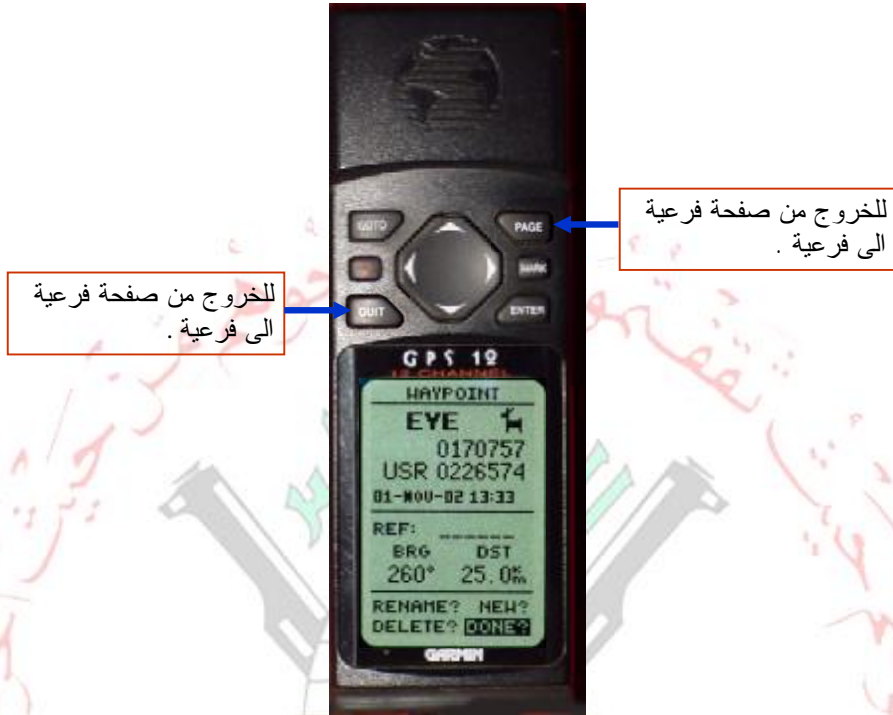 للخروج من صفحة فرعية
الى فرعية .
للخروج من صفحة فرعية
الى فرعية .
GOTO
PAGE
MARK
QUIT
ENTER
GPS 12
12 CHANNEL
WAYPOINT
EYE
0170757
USR 0226574
01-NOV-02 13:33
REF: ______
BRG DST
260° 25.0km
RENAME? NEW?
DELETE? DONE?
GARMIN